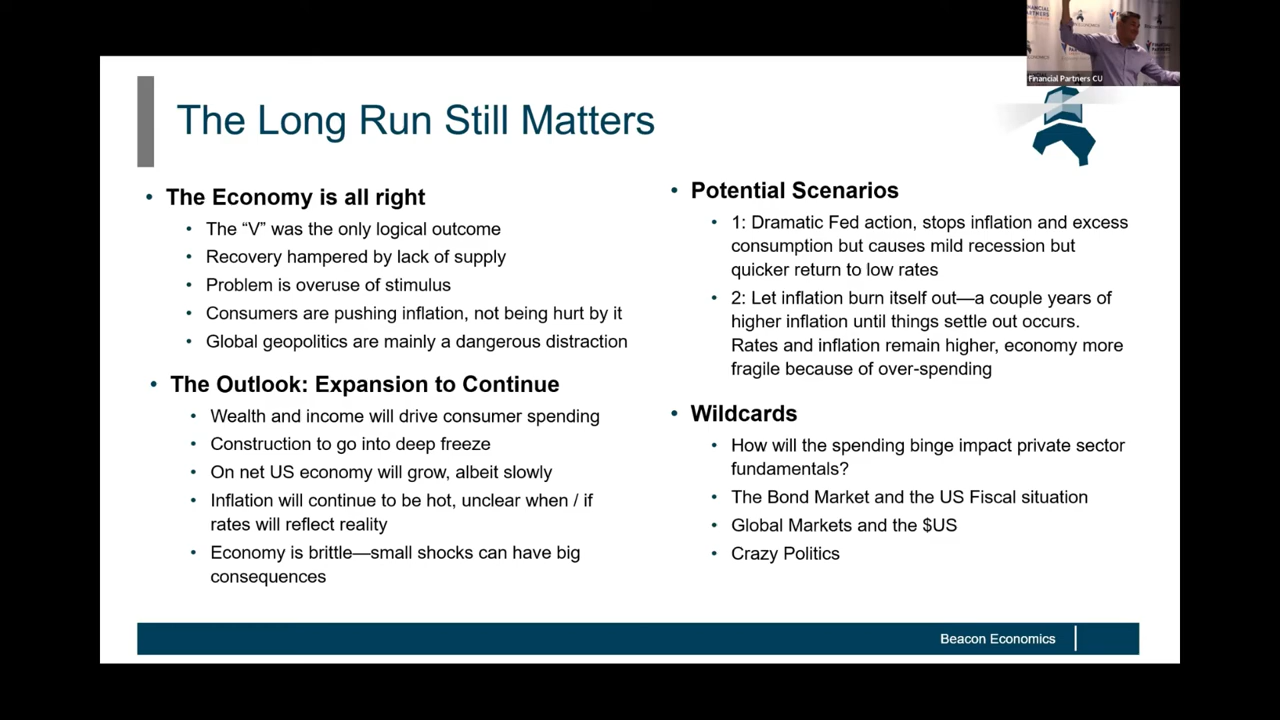 Financial Partners CU
The Long Run Still Matters
• The Economy is all right
• The “V” was the only logical outcome
• Recovery hampered by lack of supply
• Problem is overuse of stimulus
• Consumers are pushing inflation, not being hurt by it
• Global geopolitics are mainly a dangerous distraction
• The Outlook: Expansion to Continue
• Wealth and income will drive consumer spending
• Construction to go into deep freeze
• On net US economy will grow, albeit slowly
• Inflation will continue to be hot, unclear when / if
rates will reflect reality
• Economy is brittle—small shocks can have big
consequences
• Potential Scenarios
• 1: Dramatic Fed action, stops inflation and excess
consumption but causes mild recession but
quicker return to low rates
• 2: Let inflation burn itself out—a couple years of
higher inflation until things settle out occurs.
Rates and inflation remain higher, economy more
fragile because of over-spending
• Wildcards
• How will the spending binge impact private sector
fundamentals?
• The Bond Market and the US Fiscal situation
• Global Markets and the $US
• Crazy Politics
Beacon Economics